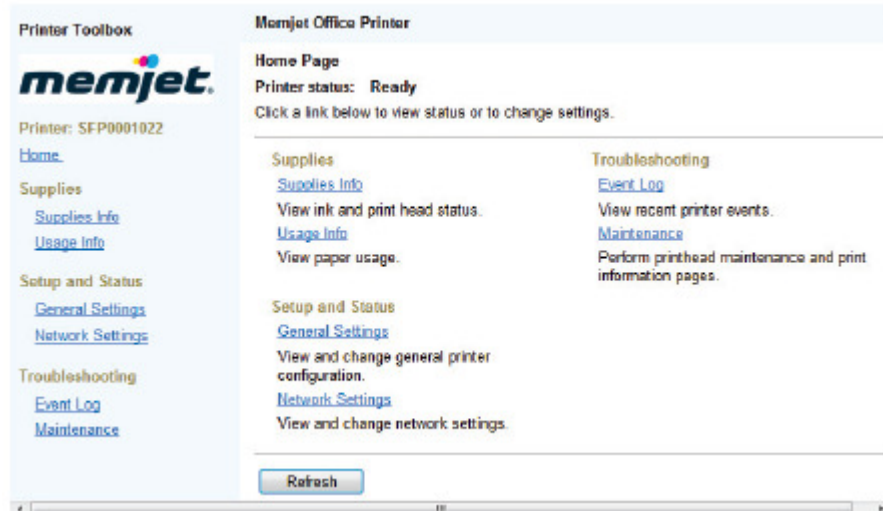 Printer Toolbox
memjet.
Printer: SFP0001022
Home
Supplies
Supplies Info
Usage Info
Setup and Status
General Settings
Network Settings
Troubleshooting
Event Log
Maintenance
Memjet Office Printer
Home Page
Printer status: Ready
Click a link below to view status or to change settings.
Supplies
Supplies Info
View ink and print head status.
Usage Info
View paper usage.
Setup and Status
General Settings
View and change general printer
configuration.
Network Settings
View and change network settings.
Troubleshooting
Event Log
View recent printer events.
Maintenance
Perform printhead maintenance and print
information pages.
Refresh